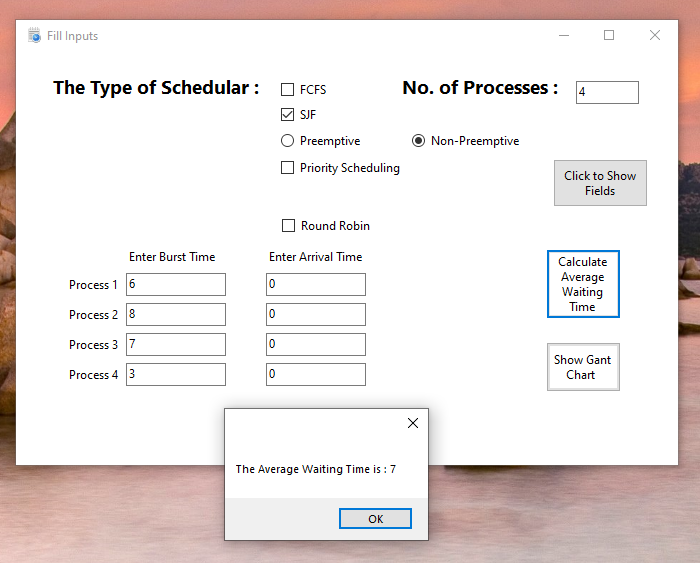 Fill Inputs
The Type of Schedular :
FCFS
No. of Processes :
4
SJF
Preemptive
Non-Preemptive
Priority Scheduling
Click to Show
Fields
Round Robin
Enter Burst Time
Enter Arrival Time
Process 1
6
0
Process 2
8
0
Process 3
7
0
Process 4
3
0
Calculate
Average
Waiting
Time
Show Gant
Chart
The Average Waiting Time is : 7
OK